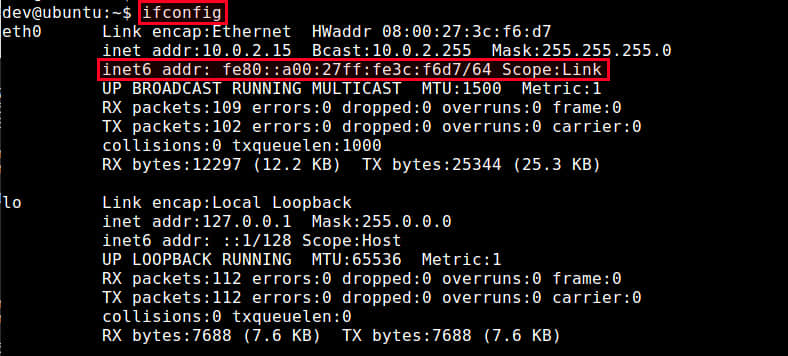 dev@ubuntu:~$ ifconfig
eth0 Link encap:Ethernet HWaddr 08:00:27:3c:f6:d7
inet addr:10.0.2.15 Bcast:10.0.2.255 Mask:255.255.255.0
inet6 addr: fe80::a00:27ff:fe3c:f6d7/64 Scope:Link
UP BROADCAST RUNNING MULTICAST MTU:1500 Metric:1
RX packets:109 errors:0 dropped:0 overruns:0 frame:0
TX packets:102 errors:0 dropped:0 overruns:0 carrier:0
collisions:0 txqueuelen:1000
RX bytes:12297 (12.2 KB) TX bytes:25344 (25.3 KB)
lo Link encap:Local Loopback
inet addr:127.0.0.1 Mask:255.0.0.0
inet6 addr: ::1/128 Scope:Host
UP LOOPBACK RUNNING MTU:65536 Metric:1
RX packets:112 errors:0 dropped:0 overruns:0 frame:0
TX packets:112 errors:0 dropped:0 overruns:0 carrier:0
collisions:0 txqueuelen:0
RX bytes:7688 (7.6 KB) TX bytes:7688 (7.6 KB)